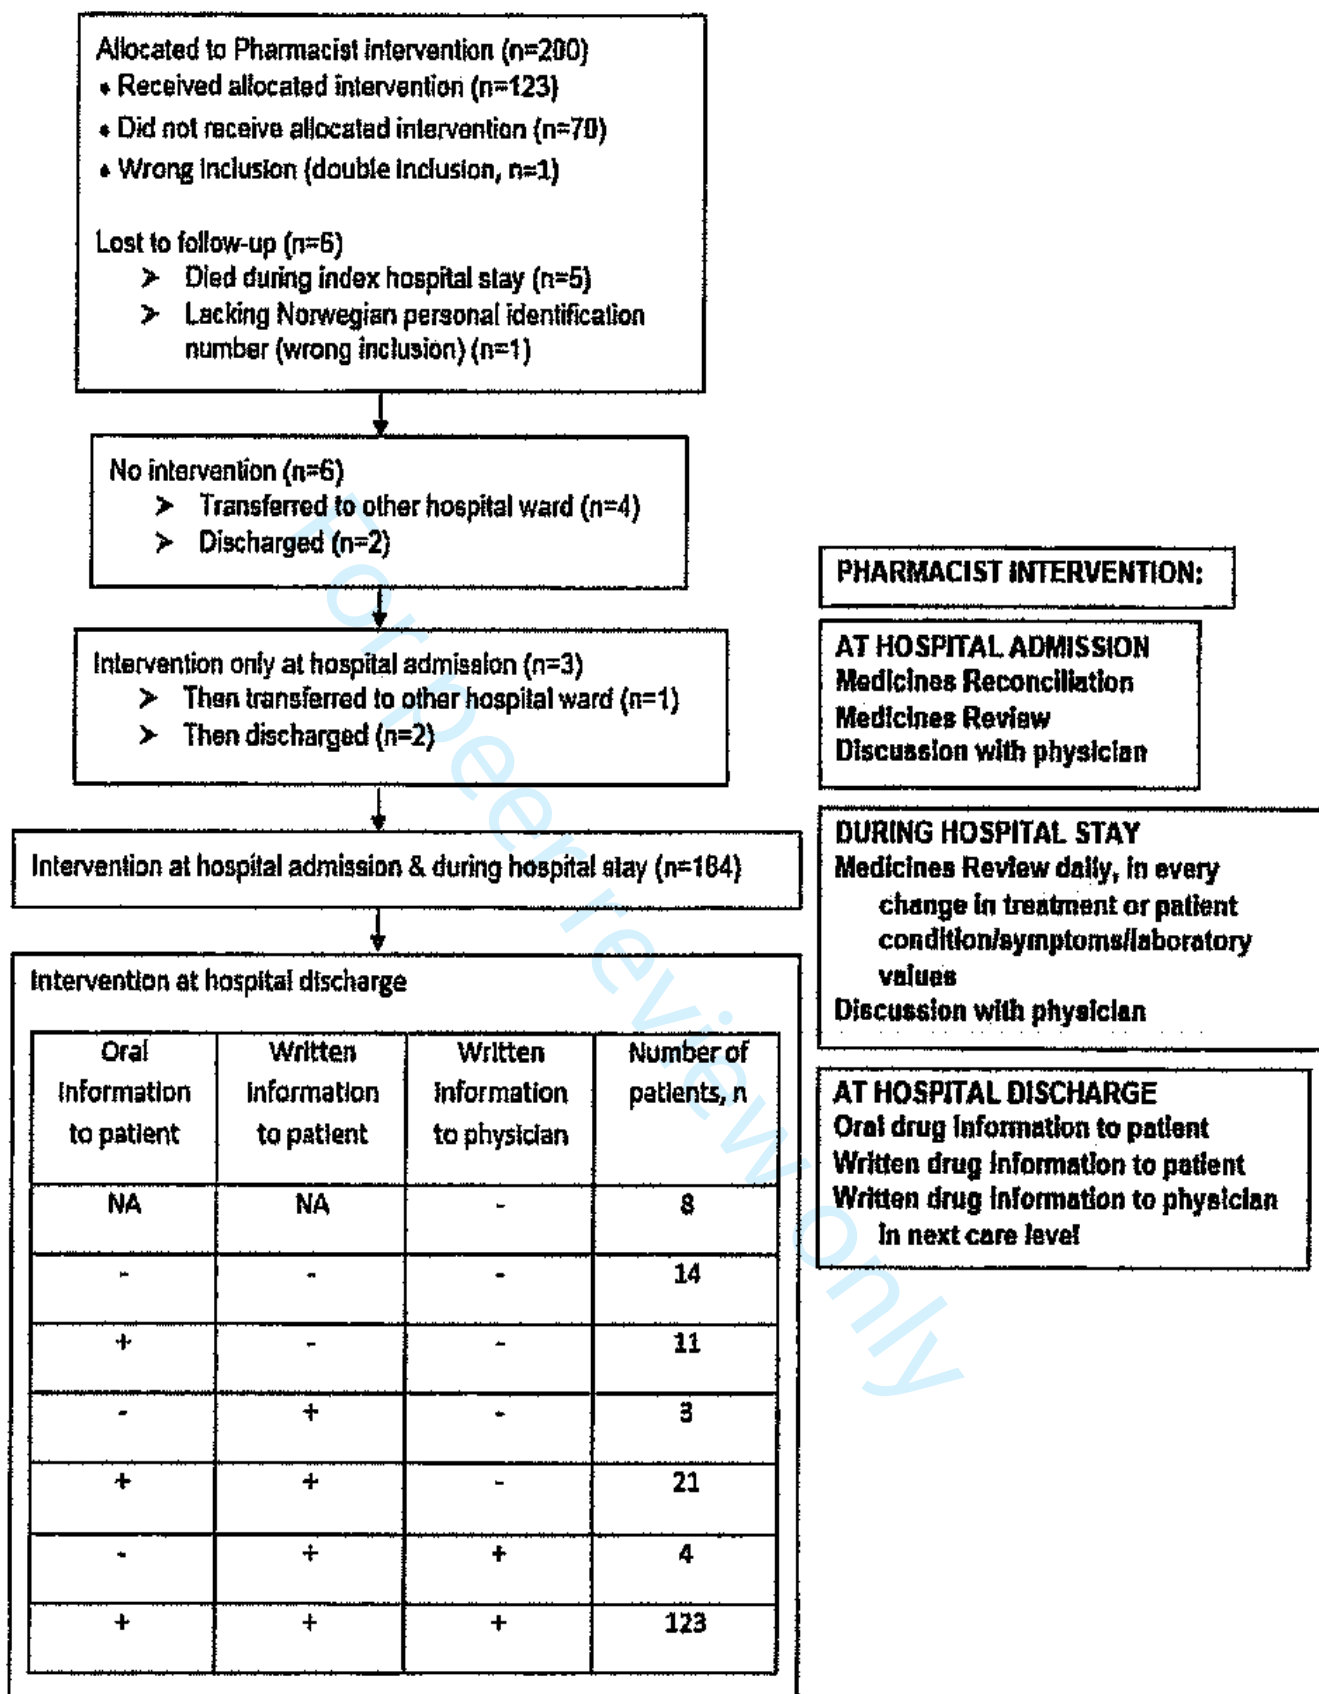 Allocated to Pharmacist intervention (n=200)
• Received allocated intervention (n=123)
• Did not receive allocated intervention (n=70)
• Wrong inclusion (double inclusion, n=1)
Lost to follow-up (n=6)
➤ Died during index hospital stay (n=5)
➤ Lacking Norwegian personal identification
number (wrong inclusion) (n=1)
No intervention (n=6)
➤ Transferred to other hospital ward (n=4)
➤ Discharged (n=2)
Intervention only at hospital admission (n=3)
➤ Then transferred to other hospital ward (n=1)
➤ Then discharged (n=2)
Intervention at hospital admission & during hospital stay (n=184)
Intervention at hospital discharge
Oral information to patient | Written information to patient | Written information to physician | Number of patients, n
NA NA - 8
- - - 14
+ - - 11
- + - 3
+ + - 21
- + + 4
+ + + 123
PHARMACIST INTERVENTION:
AT HOSPITAL ADMISSION
Medicines Reconciliation
Medicines Review
Discussion with physician
DURING HOSPITAL STAY
Medicines Review daily, in every
change in treatment or patient
condition/symptoms/laboratory
values
Discussion with physician
AT HOSPITAL DISCHARGE
Oral drug information to patient
Written drug information to patient
Written drug information to physician
in next care level
For peer review only